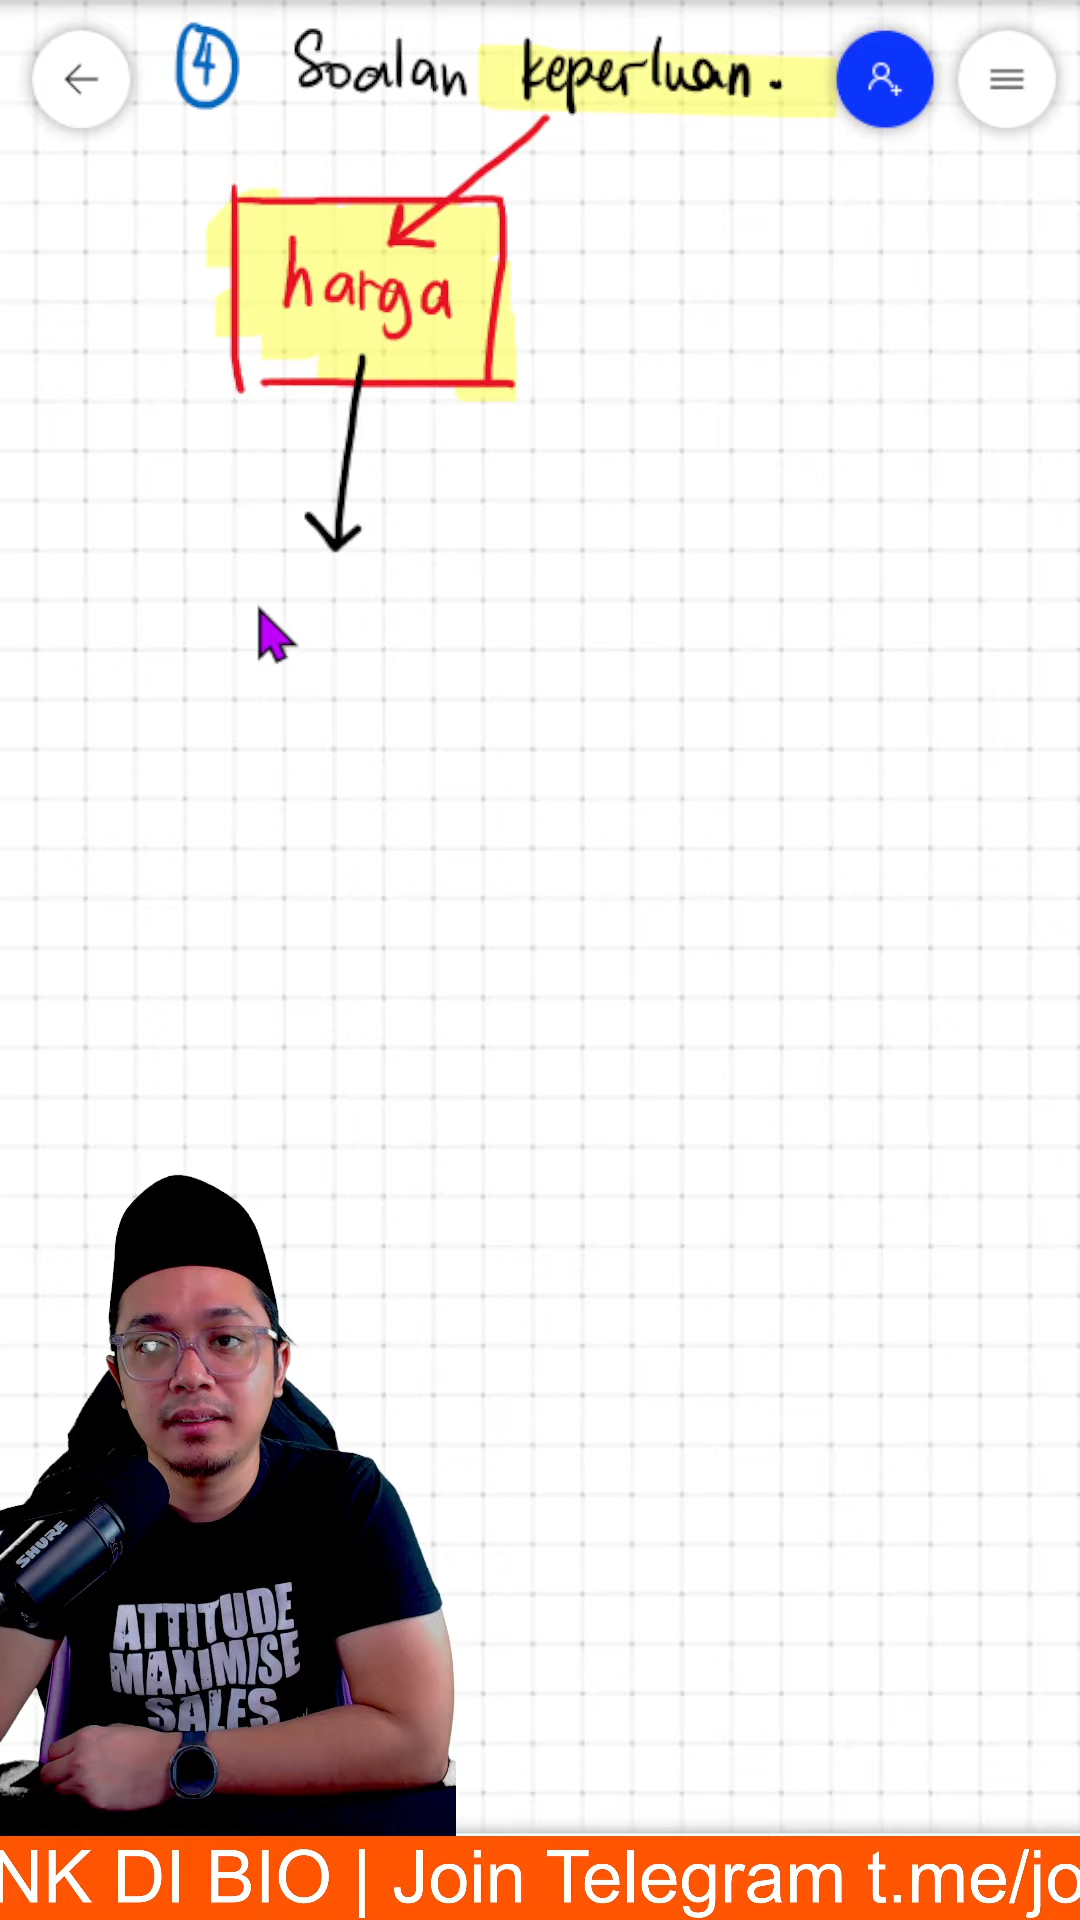 4 Soalan keperluan.
harga
SHURE
ATTITUDE
MAXIMISE
SALES
NK DI BIO | Join Telegram t.me/jo